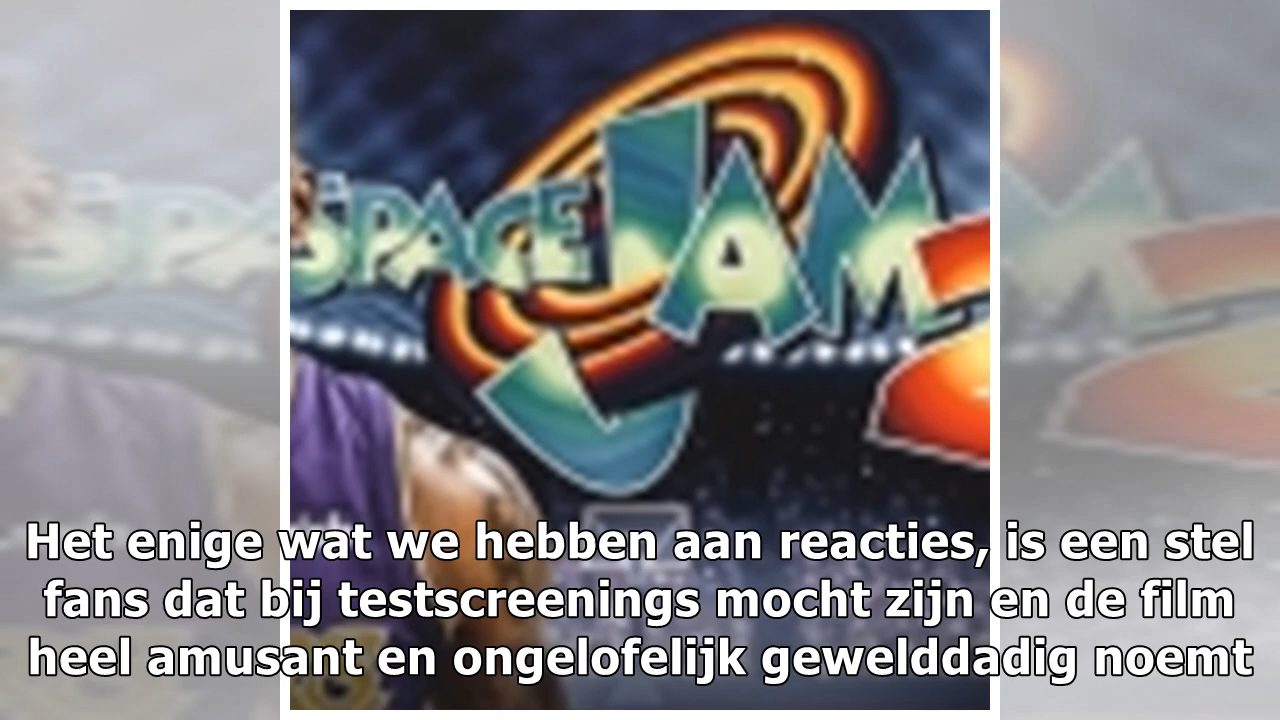 SPACE JAM
Het enige wat we hebben aan reacties, is een stel
fans dat bij testscreenings mocht zijn en de film
heel amusant en ongelofelijk gewelddadig noemt